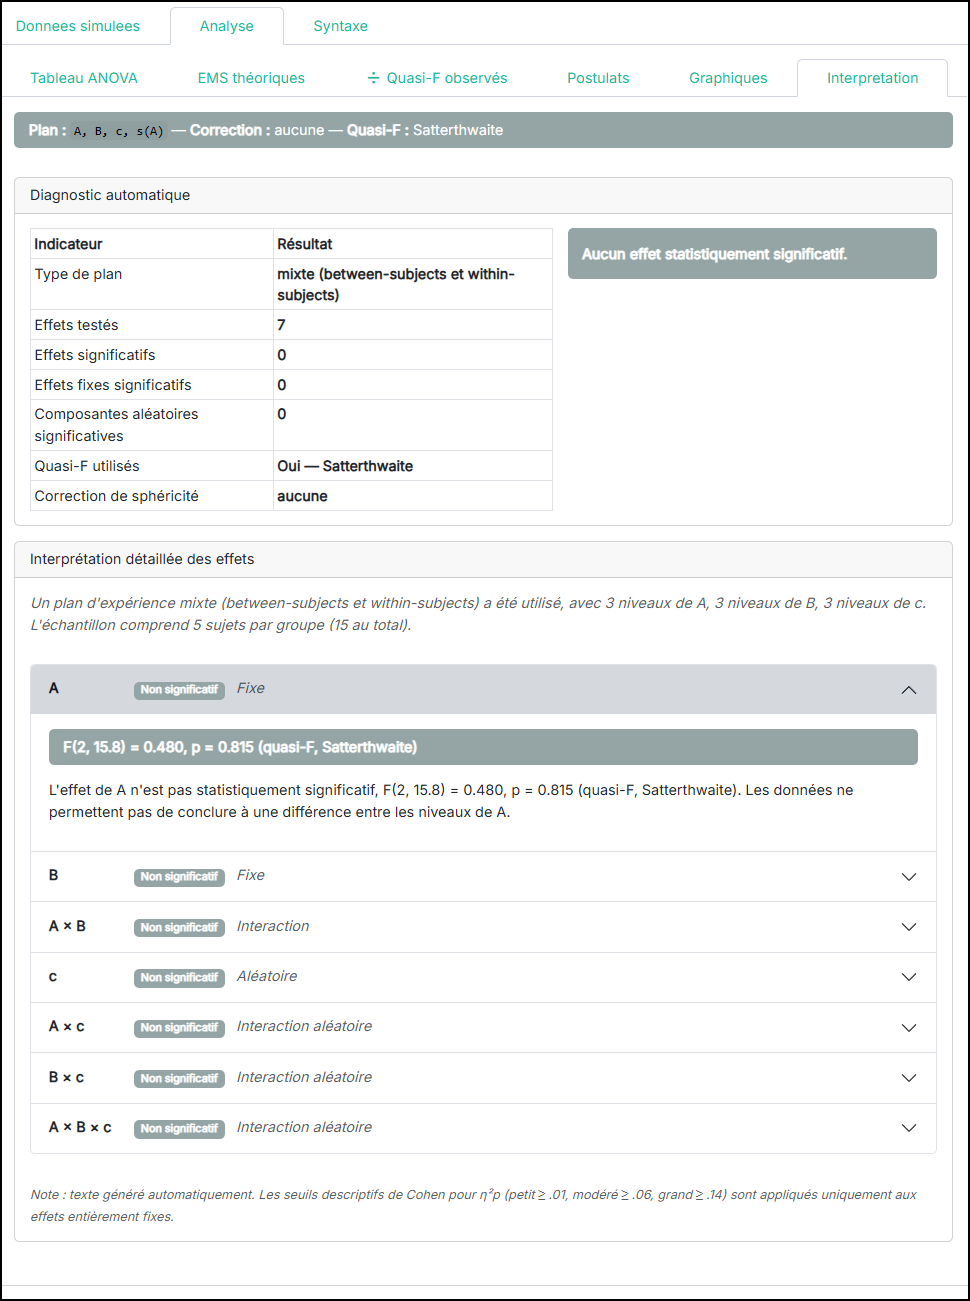 Donnees simulees Analyse Syntaxe
Tableau ANOVA EMS théoriques ÷ Quasi-F observés Postulats Graphiques Interpretation
Plan : A, B, c, s(A) — Correction : aucune — Quasi-F : Satterthwaite
Diagnostic automatique
Indicateur Résultat
Type de plan mixte (between-subjects et within-
subjects)
Effets testés 7
Effets significatifs 0
Effets fixes significatifs 0
Composantes aléatoires 0
significatives
Quasi-F utilisés Oui — Satterthwaite
Correction de sphéricité aucune
Aucun effet statistiquement significatif.
Interprétation détaillée des effets
Un plan d'expérience mixte (between-subjects et within-subjects) a été utilisé, avec 3 niveaux de A, 3 niveaux de B, 3 niveaux de c.
L'échantillon comprend 5 sujets par groupe (15 au total).
A Non significatif Fixe
F(2, 15.8) = 0.480, p = 0.815 (quasi-F, Satterthwaite)
L'effet de A n'est pas statistiquement significatif, F(2, 15.8) = 0.480, p = 0.815 (quasi-F, Satterthwaite). Les données ne
permettent pas de conclure à une différence entre les niveaux de A.
B Non significatif Fixe
A × B Non significatif Interaction
c Non significatif Aléatoire
A × c Non significatif Interaction aléatoire
B × c Non significatif Interaction aléatoire
A × B × c Non significatif Interaction aléatoire
Note : texte généré automatiquement. Les seuils descriptifs de Cohen pour η²p (petit ≥ .01, modéré ≥ .06, grand ≥ .14) sont appliqués uniquement aux
effets entièrement fixes.